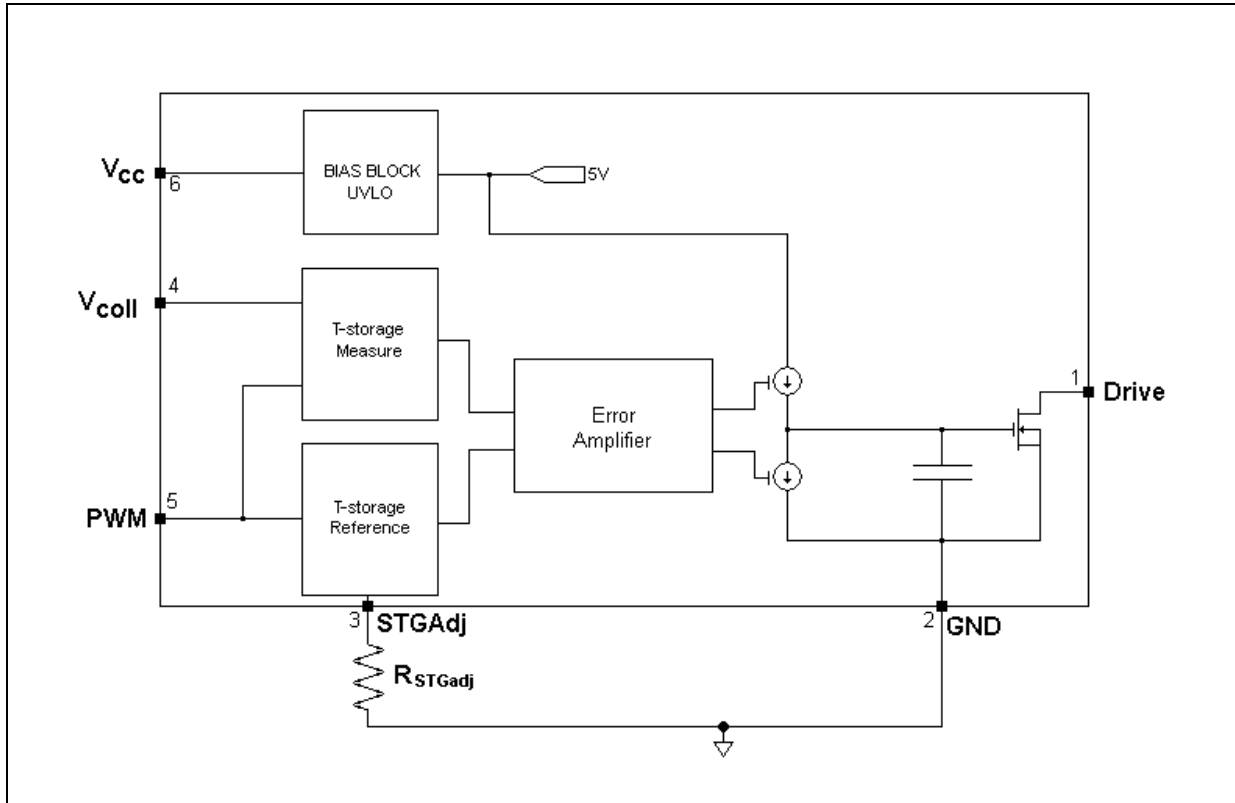 Vcc
6
BIAS BLOCK
UVLO
5V
4
Vcoll
T-storage
Measure
Error
Amplifier
1
Drive
5
PWM
T-storage
Reference
3
STGAdj
2
GND
RSTGadj